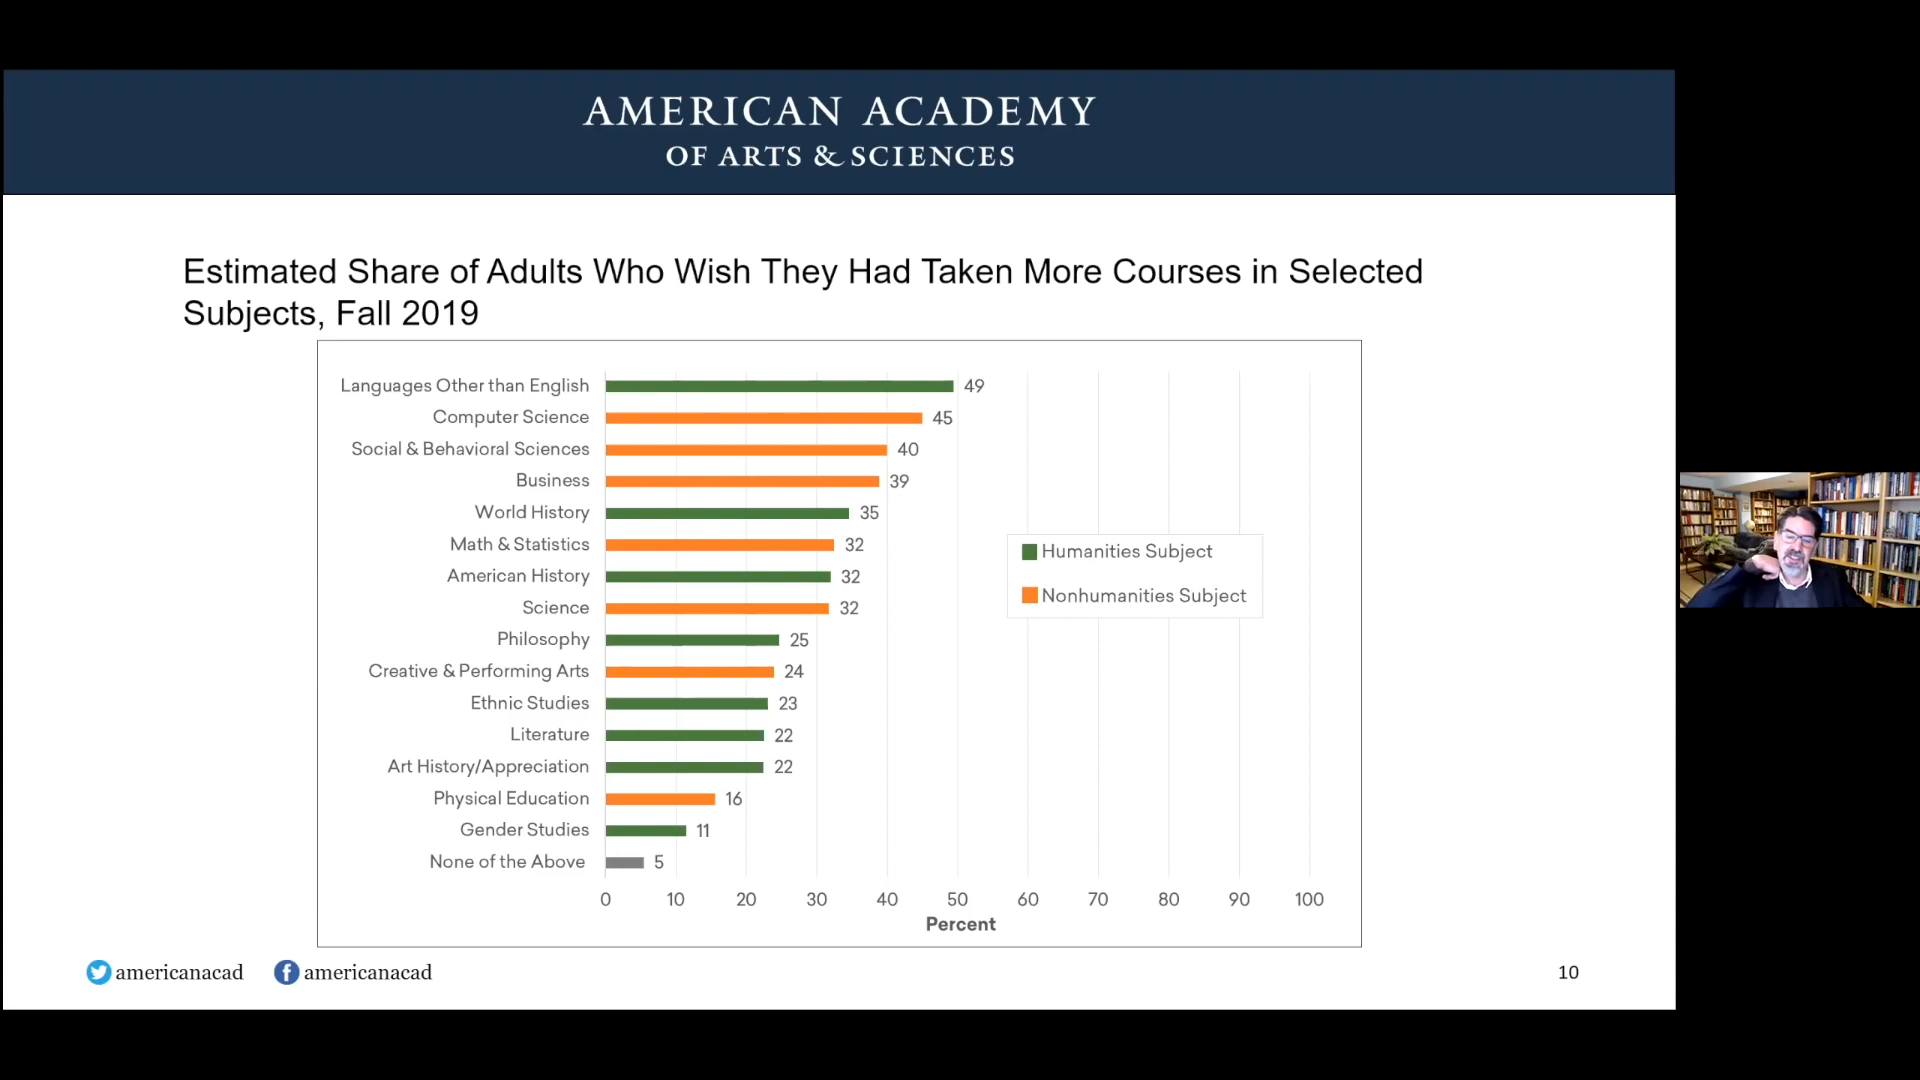 AMERICAN ACADEMY
OF ARTS & SCIENCES
Estimated Share of Adults Who Wish They Had Taken More Courses in Selected
Subjects, Fall 2019
Languages Other than English 49
Computer Science 45
Social & Behavioral Sciences 40
Business 39
World History 35
Math & Statistics 32
American History 32
Science 32
Philosophy 25
Creative & Performing Arts 24
Ethnic Studies 23
Literature 22
Art History/Appreciation 22
Physical Education 16
Gender Studies 11
None of the Above 5
Humanities Subject
Nonhumanities Subject
0 10 20 30 40 50 60 70 80 90 100
Percent
americanacad americanacad
10